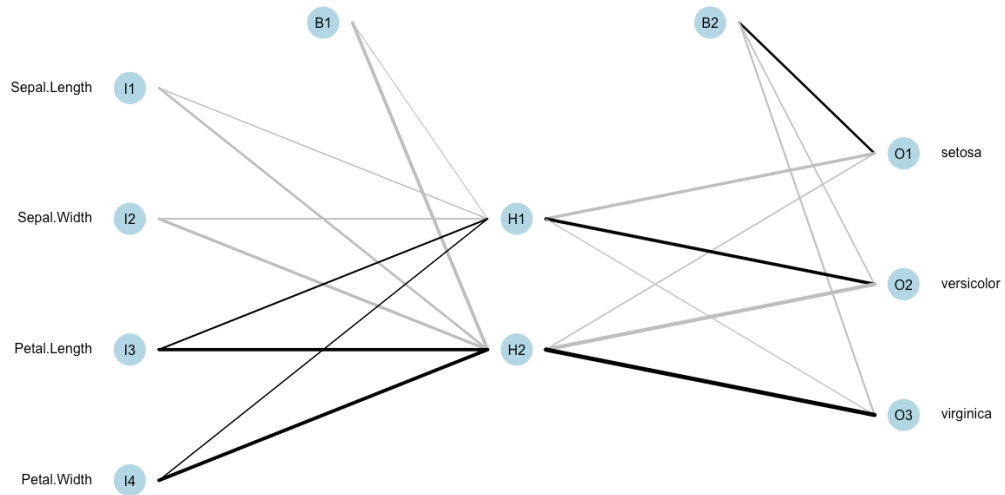 B1
B2
Sepal.Length I1
O1 setosa
Sepal.Width I2
H1
O2 versicolor
Petal.Length I3
H2
O3 virginica
Petal.Width I4